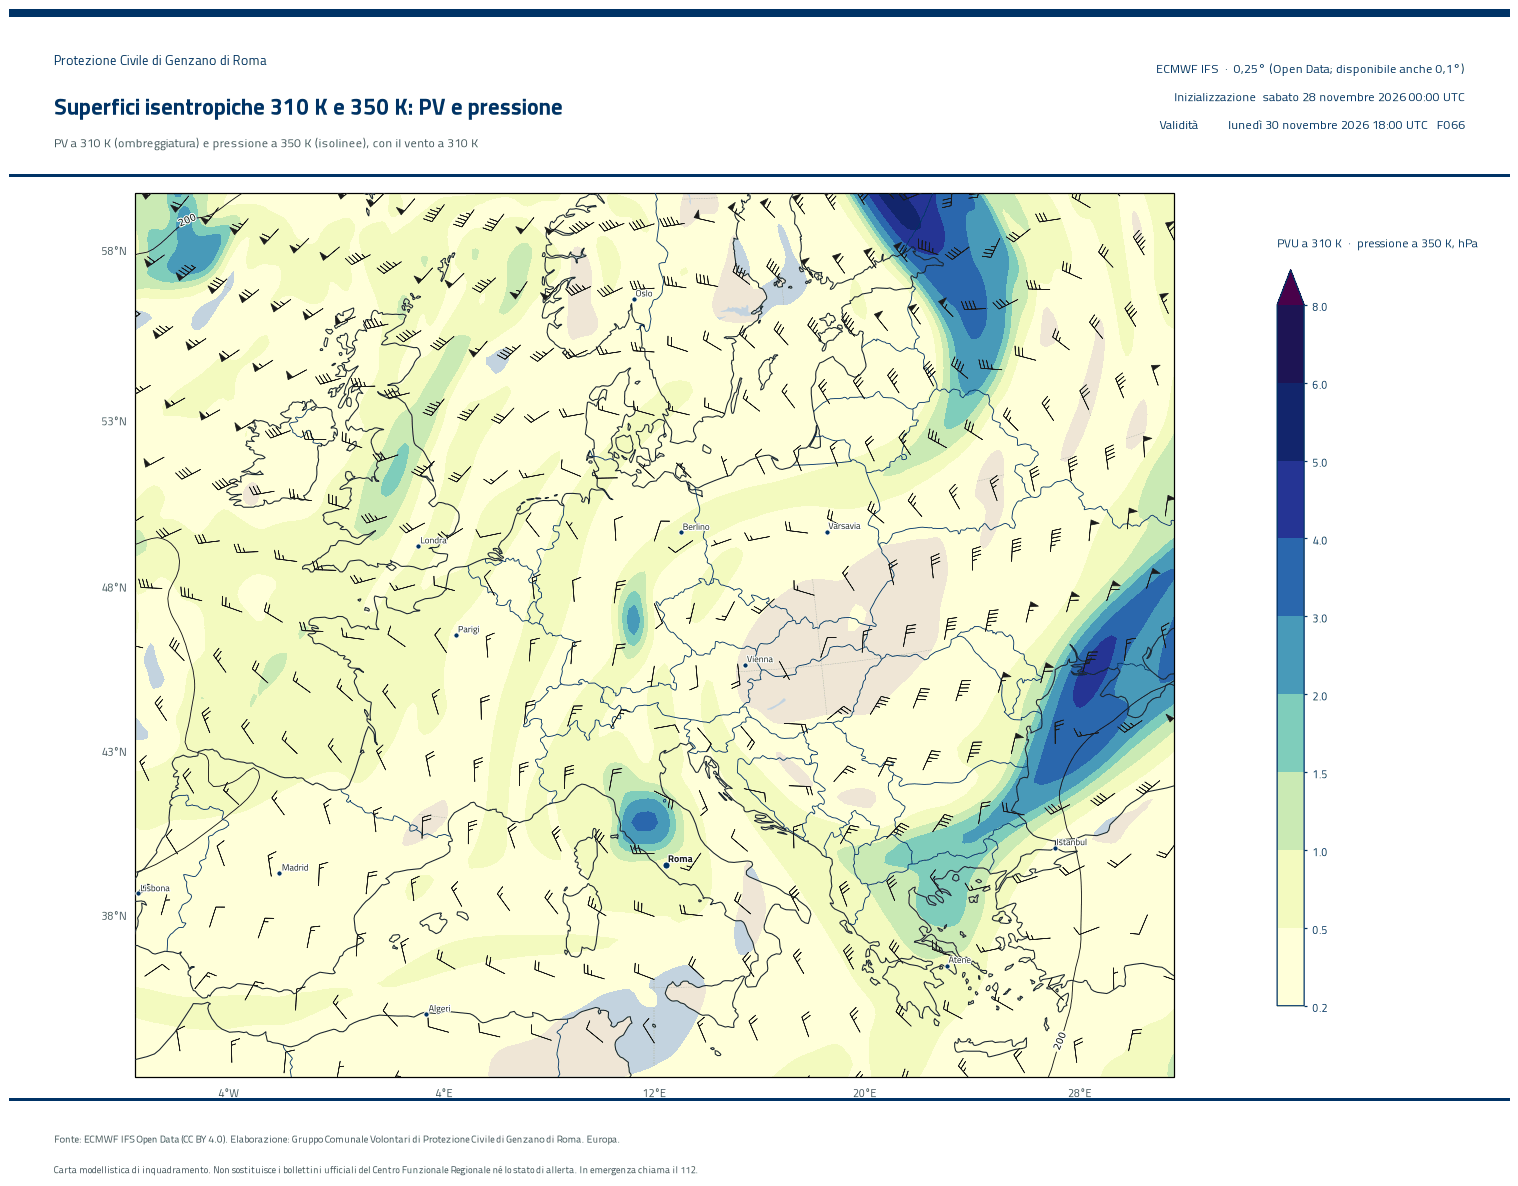 Protezione Civile di Genzano di Roma
Superfici isentropiche 310 K e 350 K: PV e pressione
PV a 310 K (ombreggiatura) e pressione a 350 K (isolinee), con il vento a 310 K
ECMWF IFS · 0,25° (Open Data; disponibile anche 0,1°)
Inizializzazione sabato 28 novembre 2026 00:00 UTC
Validità lunedì 30 novembre 2026 18:00 UTC F066
PVU a 310 K · pressione a 350 K, hPa
8.0
6.0
5.0
4.0
3.0
2.0
1.5
1.0
0.5
0.2
58°N
53°N
48°N
43°N
38°N
4°W
4°E
12°E
20°E
28°E
200
Oslo
Berlino
Varsavia
Londra
Parigi
Vienna
Roma
Madrid
Lisbona
Istanbul
Atene
Algeri
200
Fonte: ECMWF IFS Open Data (CC BY 4.0). Elaborazione: Gruppo Comunale Volontari di Protezione Civile di Genzano di Roma. Europa.
Carta modellistica di inquadramento. Non sostituisce i bollettini ufficiali del Centro Funzionale Regionale né lo stato di allerta. In emergenza chiama il 112.